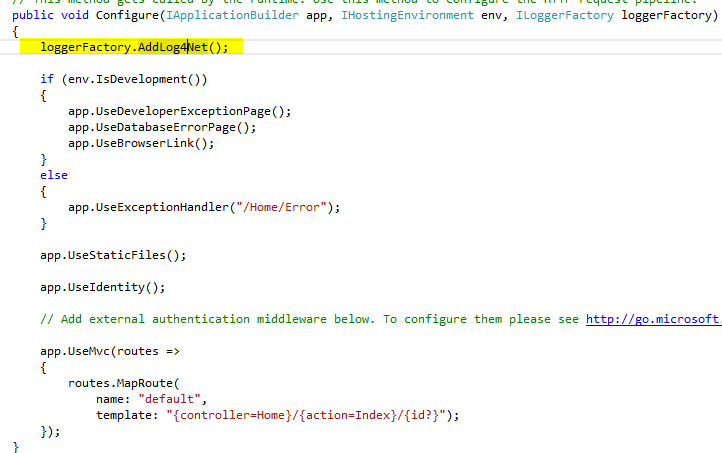 // This method gets called by the runtime. Use this method to configure the HTTP request pipeline.
public void Configure(IApplicationBuilder app, IHostingEnvironment env, ILoggerFactory loggerFactory)
{
loggerFactory.AddLog4Net();
if (env.IsDevelopment())
{
app.UseDeveloperExceptionPage();
app.UseDatabaseErrorPage();
app.UseBrowserLink();
}
else
{
app.UseExceptionHandler("/Home/Error");
}
app.UseStaticFiles();
app.UseIdentity();
// Add external authentication middleware below. To configure them please see http://go.microsoft.
app.UseMvc(routes =>
{
routes.MapRoute(
name: "default",
template: "{controller=Home}/{action=Index}/{id?}");
});
}